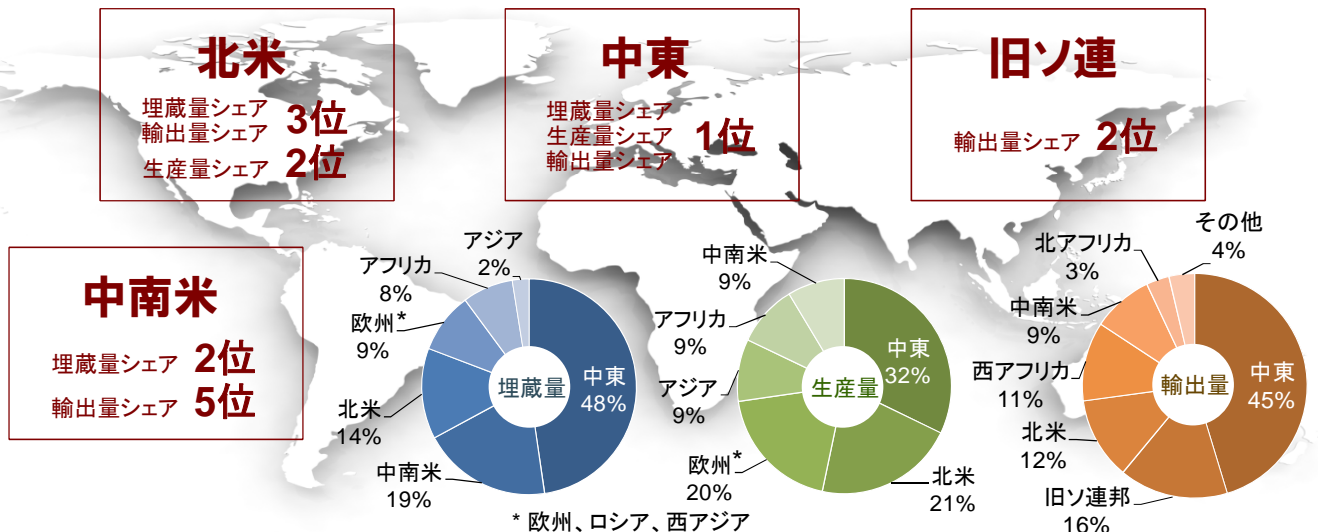 北米
埋蔵量シェア
輸出量シェア
3位
生産量シェア 2位
中東
埋蔵量シェア
生産量シェア
輸出量シェア
1位
旧ソ連
輸出量シェア 2位
中南米
埋蔵量シェア 2位
輸出量シェア 5位
アジア
2%
アフリカ
8%
欧州*
9%
北米
14%
中南米
19%
中東
48%
埋蔵量
* 欧州、ロシア、西アジア
中南米
9%
アフリカ
9%
アジア
9%
欧州*
20%
北米
21%
中東
32%
生産量
その他
4%
北アフリカ
3%
中南米
9%
西アフリカ
11%
北米
12%
旧ソ連邦
16%
中東
45%
輸出量